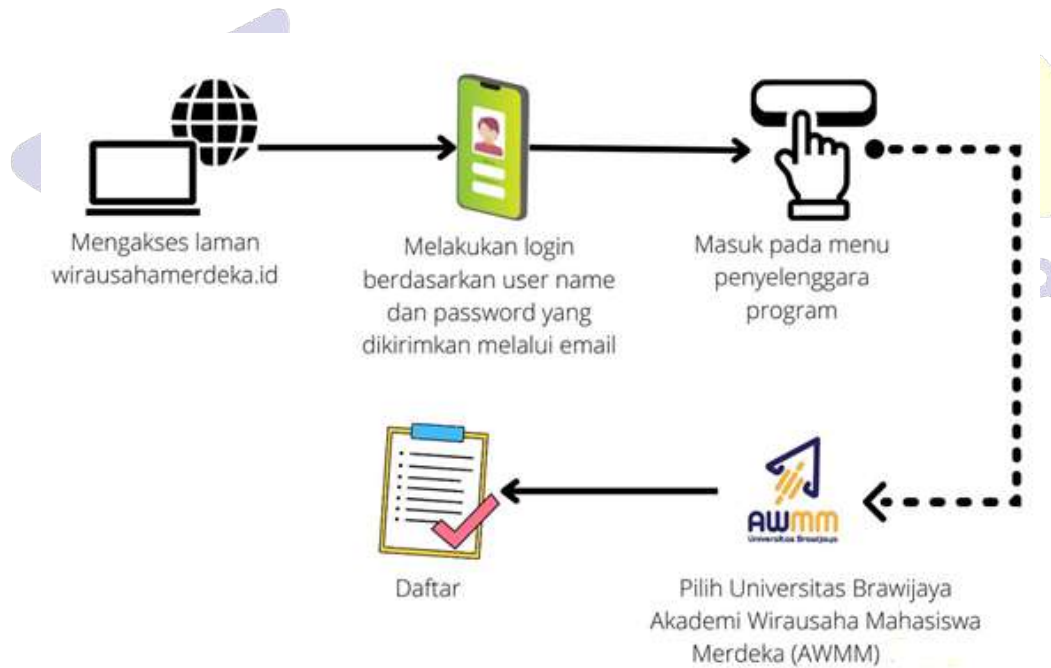 Mengakses laman
wirausahamerdeka.id
Melakukan login
berdasarkan user name
dan password yang
dikirimkan melalui email
Masuk pada menu
penyelenggara
program
AWMM
Universitas Brawijaya
Pilih Universitas Brawijaya
Akademi Wirausaha Mahasiswa
Merdeka (AWMM)
Daftar